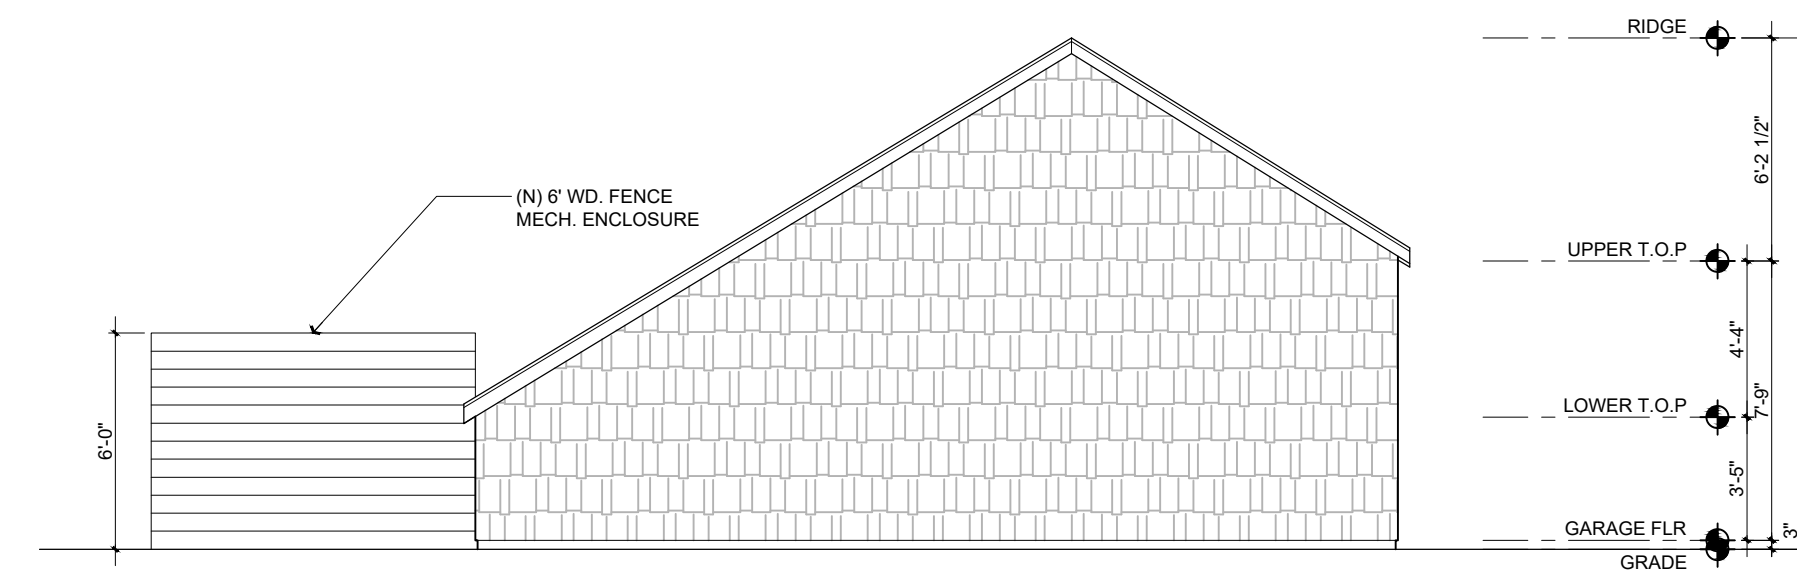 RIDGE
6'-2 1/2"
(N) 6' WD. FENCE
MECH. ENCLOSURE
UPPER T.O.P
4'-4"
7'-9"
LOWER T.O.P
6'-0"
3'-5"
GARAGE FLR
3"
GRADE